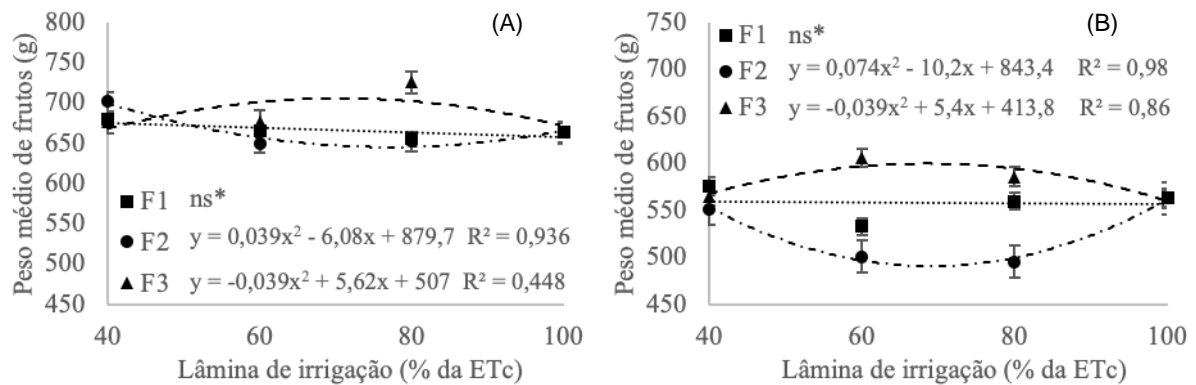 (A)
Peso médio de frutos (g)
800
750
700
650
600
550
500
450
F1 ns*
F2 y = 0,039x² - 6,08x + 879,7 R² = 0,936
F3 y = -0,039x² + 5,62x + 507 R² = 0,448
40 60 80 100
Lâmina de irrigação (% da ETc)
(B)
Peso médio de frutos (g)
750
700
650
600
550
500
450
F1 ns*
F2 y = 0,074x² - 10,2x + 843,4 R² = 0,98
F3 y = -0,039x² + 5,4x + 413,8 R² = 0,86
40 60 80 100
Lâmina de irrigação (% da ETc)